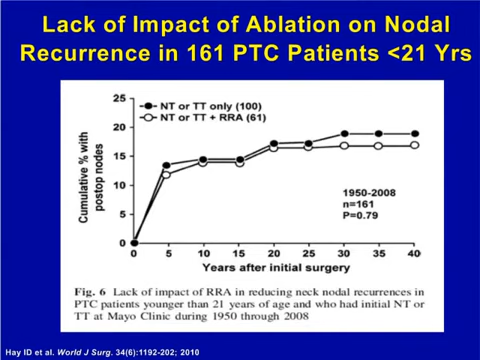 Lack of Impact of Ablation on Nodal
Recurrence in 161 PTC Patients <21 Yrs
25
20
15
10
5
0
Cumulative % with
postop nodes
NT or TT only (100)
NT or TT + RRA (61)
1950-2008
n=161
P=0.79
0 5 10 15 20 25 30 35 40
Years after initial surgery
Fig. 6 Lack of impact of RRA in reducing neck nodal recurrences in
PTC patients younger than 21 years of age and who had initial NT or
TT at Mayo Clinic during 1950 through 2008
Hay ID et al. World J Surg. 34(6):1192-202; 2010